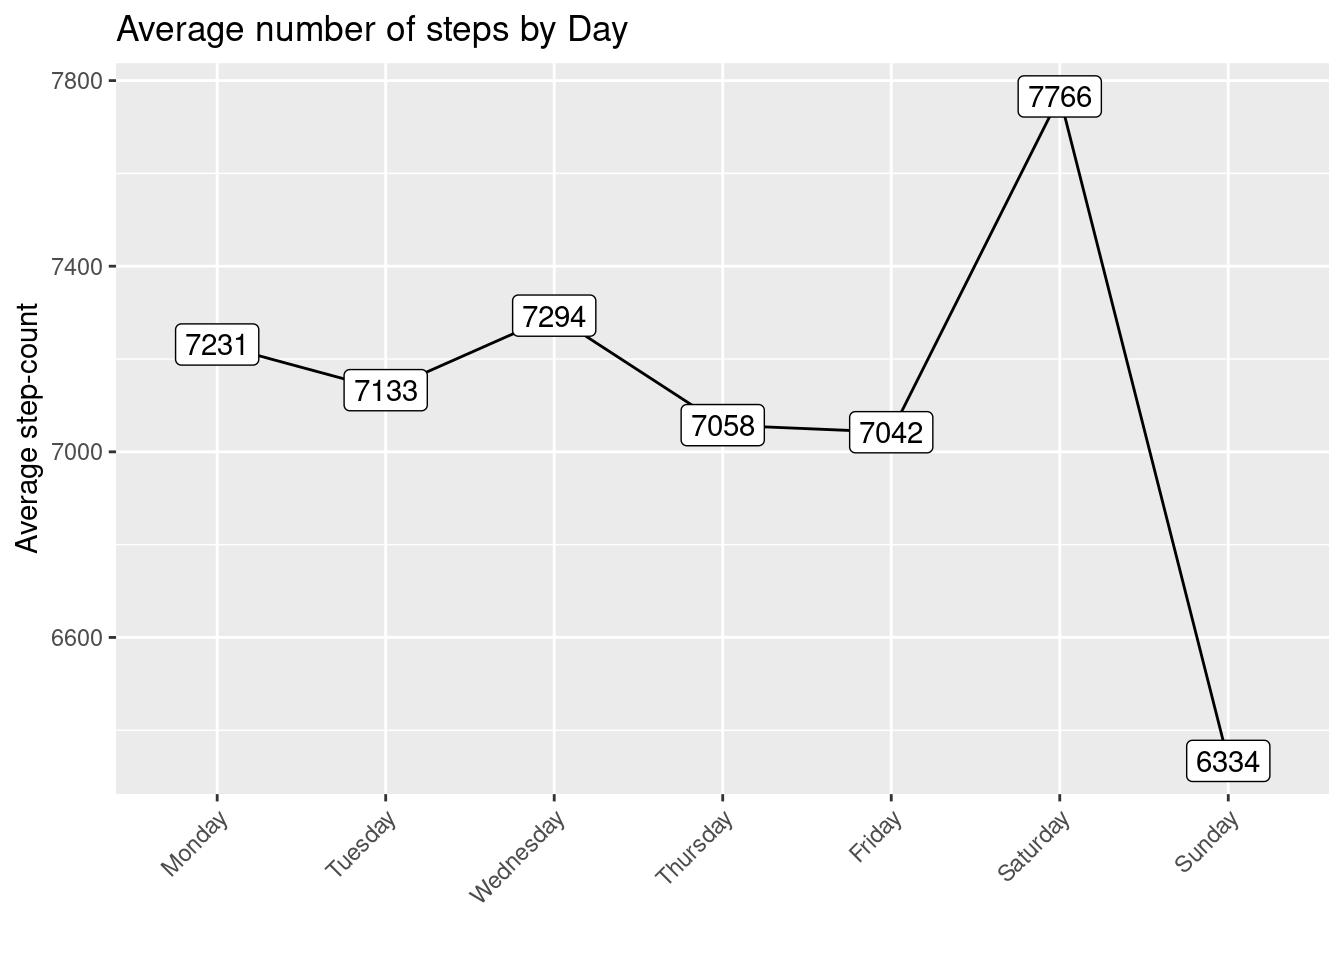 Average number of steps by Day
Average step-count
7800
7400
7000
6600
7231
7133
7294
7058
7042
7766
6334
Monday
Tuesday
Wednesday
Thursday
Friday
Saturday
Sunday